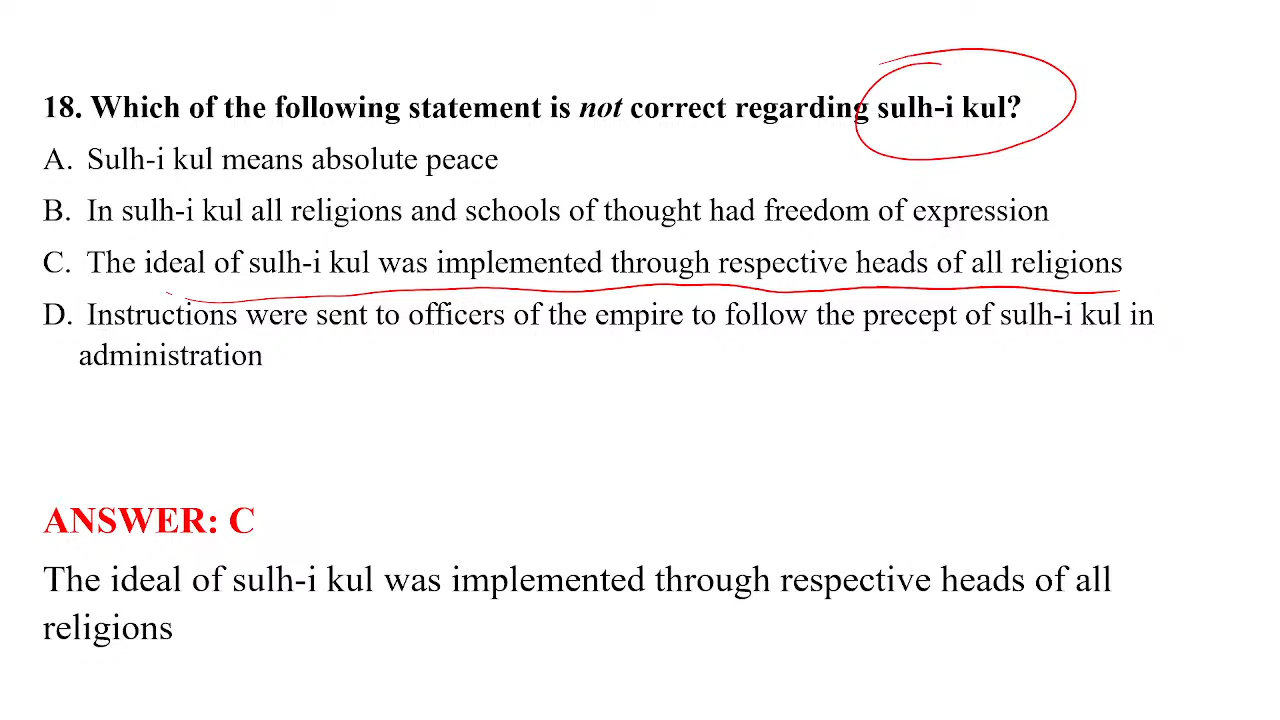 18. Which of the following statement is not correct regarding sulh-i kul?
A. Sulh-i kul means absolute peace
B. In sulh-i kul all religions and schools of thought had freedom of expression
C. The ideal of sulh-i kul was implemented through respective heads of all religions
D. Instructions were sent to officers of the empire to follow the precept of sulh-i kul in
administration
ANSWER: C
The ideal of sulh-i kul was implemented through respective heads of all
religions